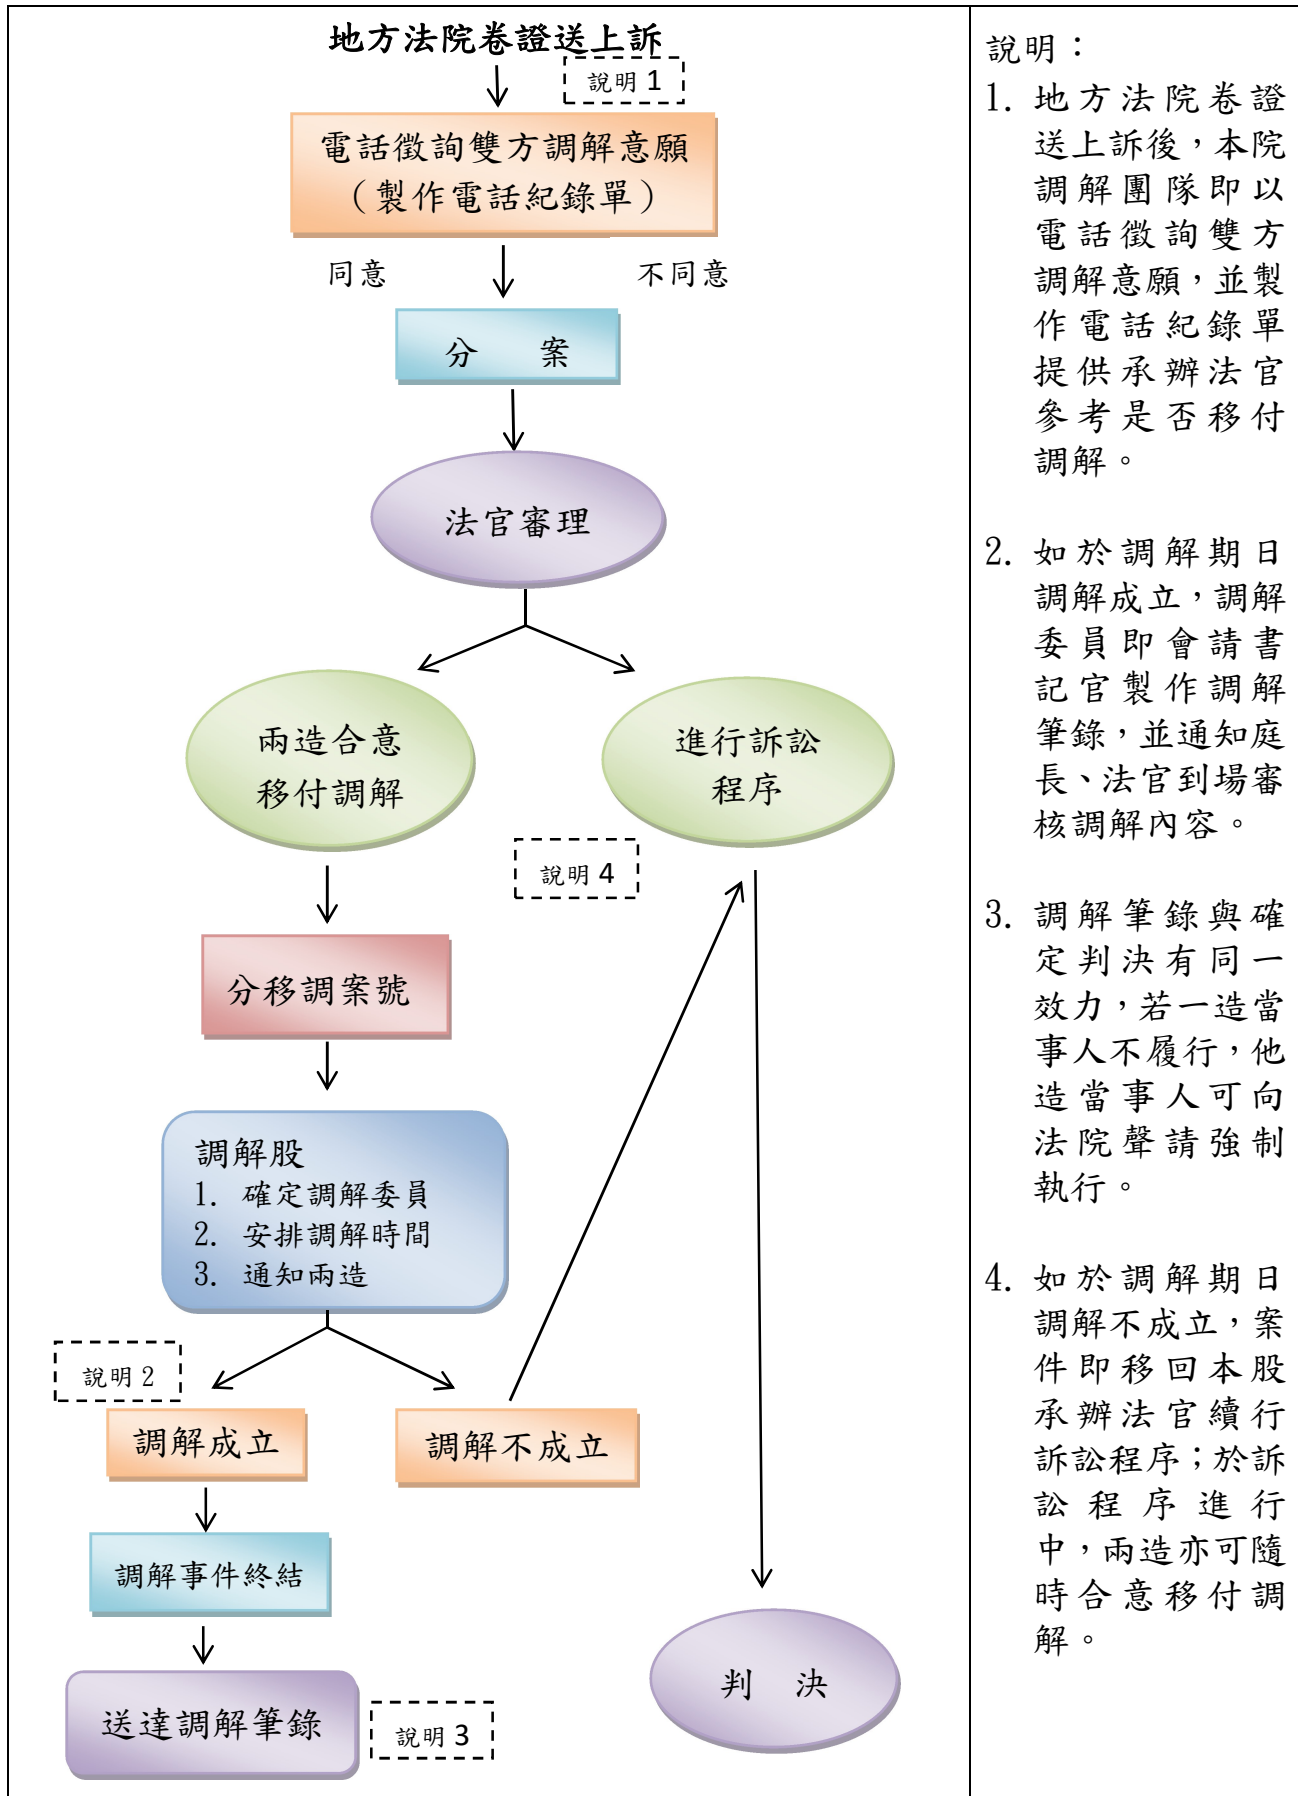 地方法院卷證送上訴
說明 1
電話徵詢雙方調解意願
（製作電話紀錄單）
同意
不同意
分 案
法官審理
兩造合意
移付調解
進行訴訟
程序
說明 4
分移調案號
調解股
1. 確定調解委員
2. 安排調解時間
3. 通知兩造
說明 2
調解成立
調解不成立
調解事件終結
送達調解筆錄
說明 3
判 決
說明：
1. 地方法院卷證
送上訴後，本院
調解團隊即以
電話徵詢雙方
調解意願，並製
作電話紀錄單
提供承辦法官
參考是否移付
調解。
2. 如於調解期日
調解成立，調解
委員即會請書
記官製作調解
筆錄，並通知庭
長、法官到場審
核調解內容。
3. 調解筆錄與確
定判決有同一
效力，若一造當
事人不履行，他
造當事人可向
法院聲請強制
執行。
4. 如於調解期日
調解不成立，案
件即移回本股
承辦法官續行
訴訟程序；於訴
訟程序進行
中，兩造亦可隨
時合意移付調
解。